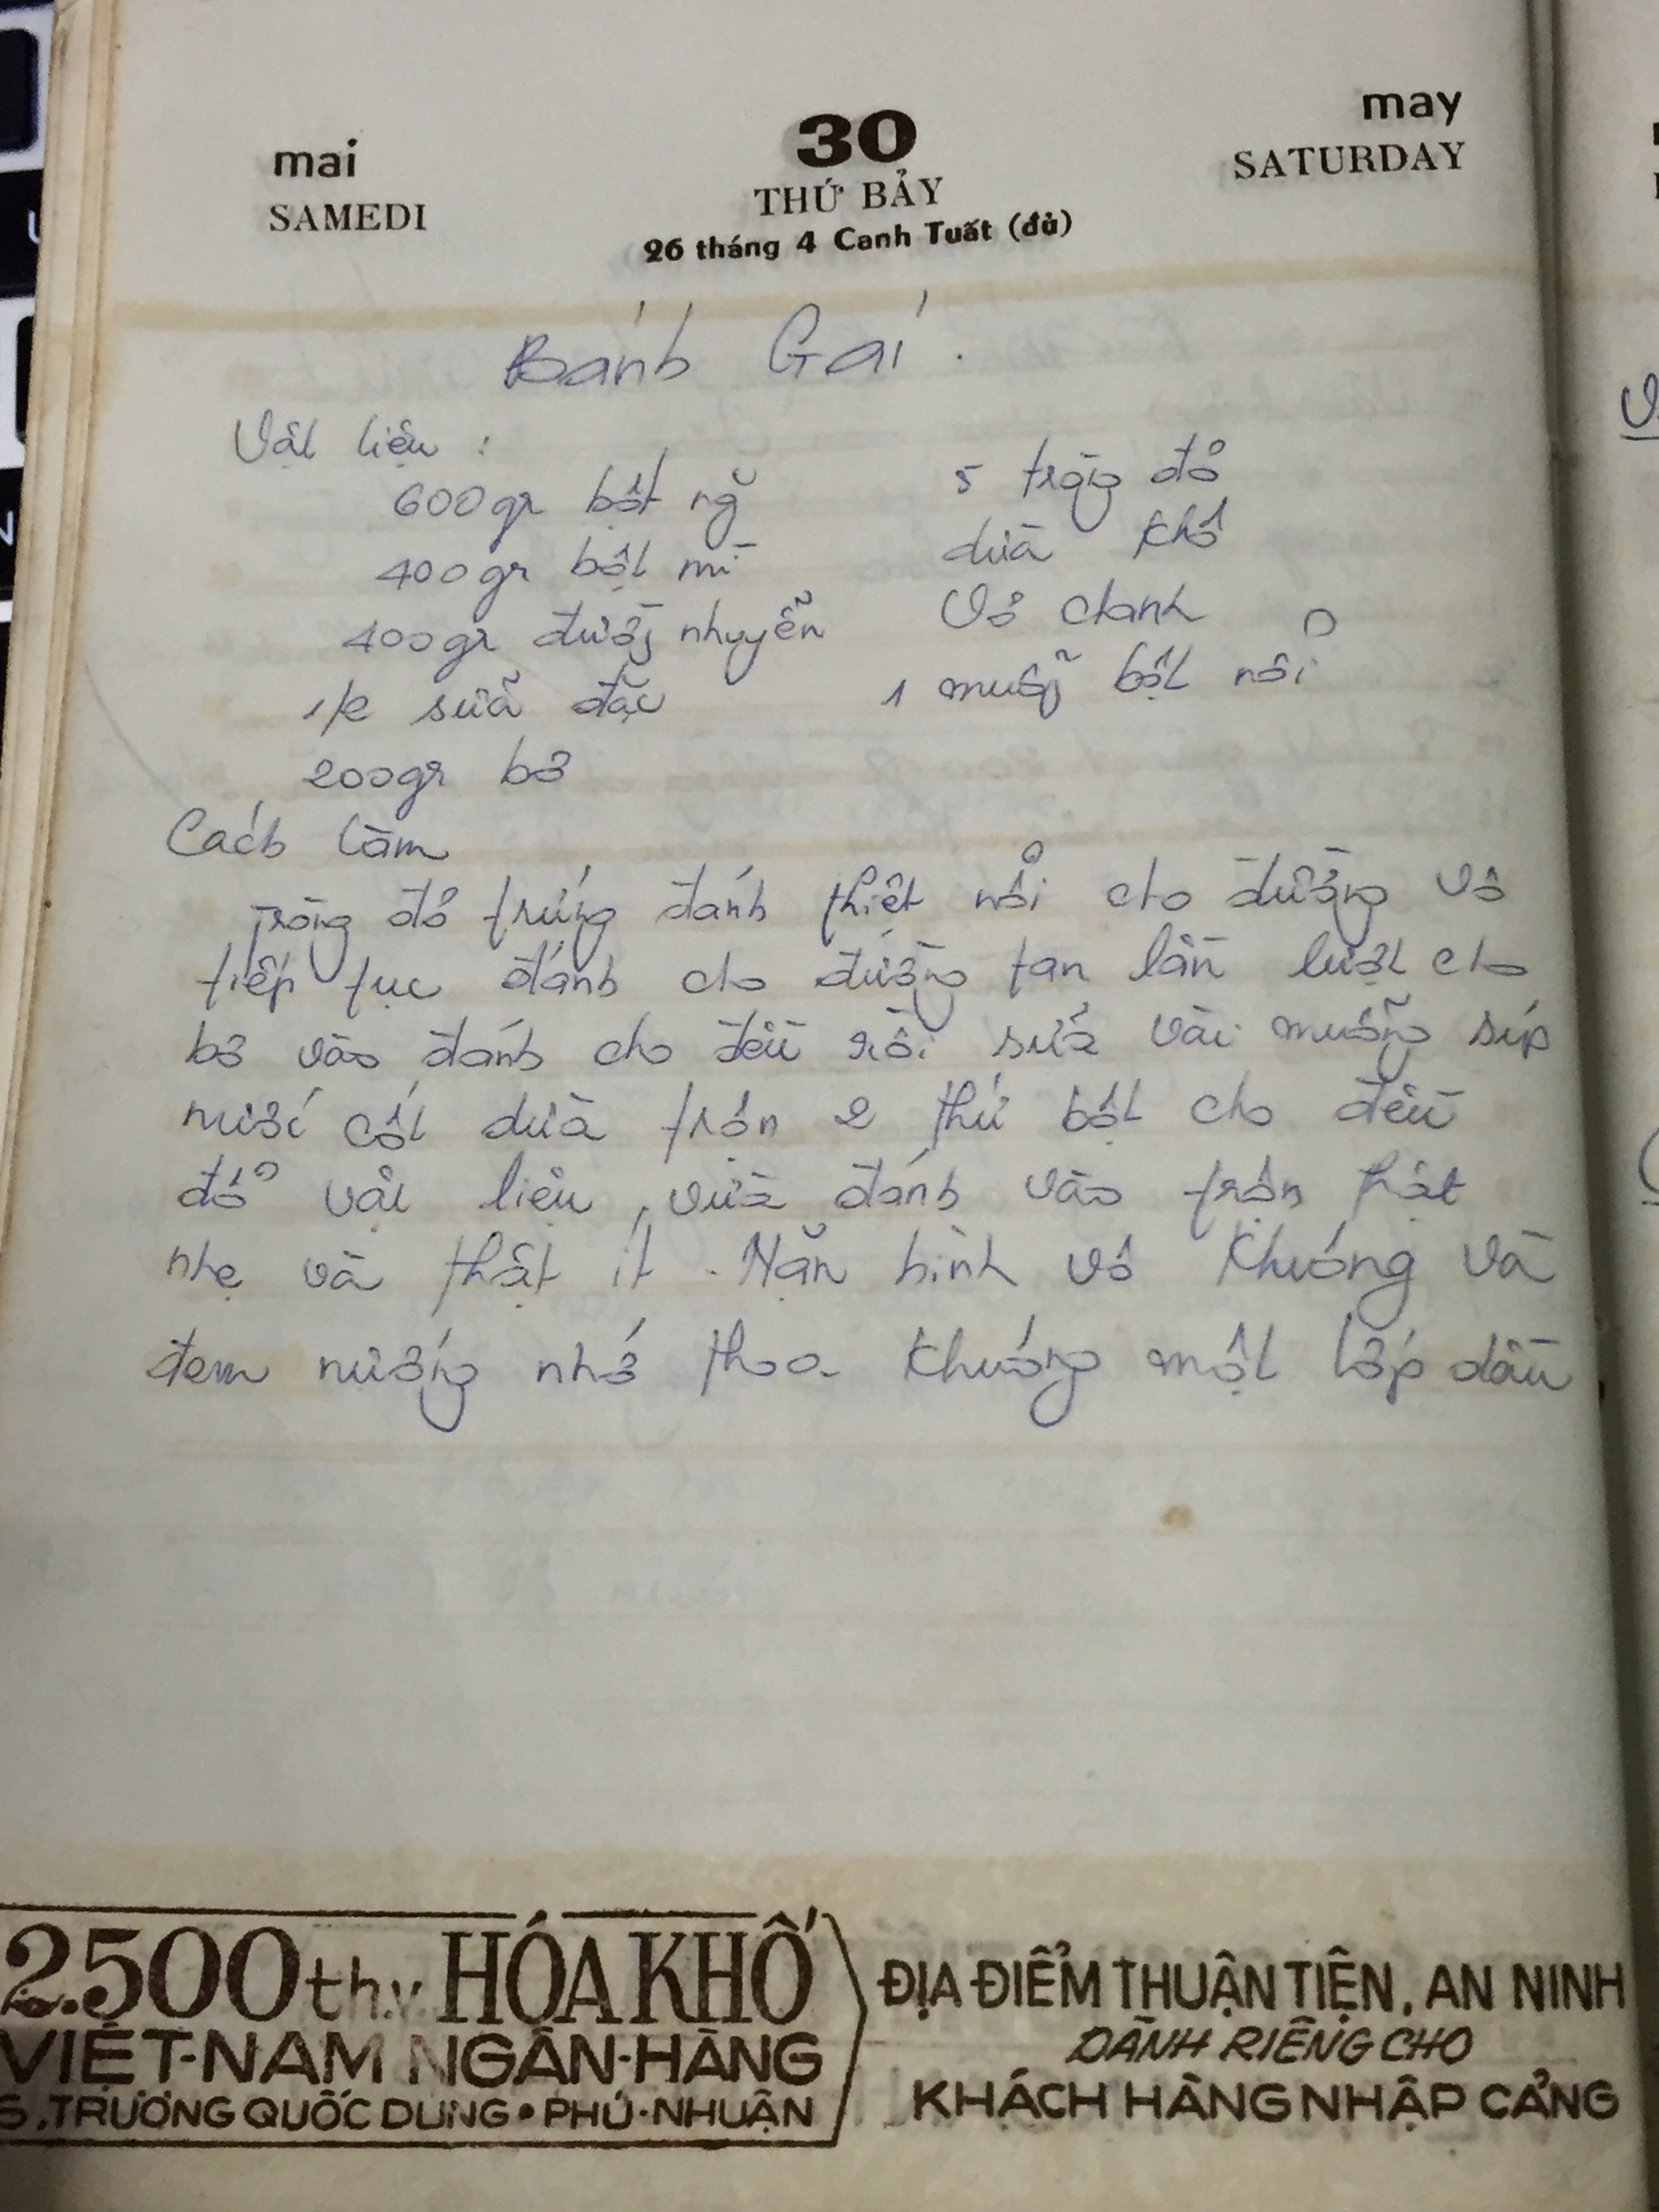 mai
SAMEDI
30
THỨ BẢY
26 tháng 4 Canh Tuất (đủ)
may
SATURDAY
Bánh Gai
Vật liệu :
600gr bột
400gr bột mì
400gr đường nhuyễn
1/2 sữa đặc
200gr bơ
5 tròng đỏ
dừa khô
Vỏ chanh
1 muỗng bột nổi
Cách làm
Tròng đỏ trứng đánh thiệt nổi cho đường vô
tiếp tục đánh cho đường tan lần lượt cho
bơ vào đánh cho đều rồi sữa vài muỗng súp
nước cốt dừa trộn 2 thứ bột cho đều
đổ vật liệu vừa đánh vào trộn thật
nhẹ và thật ít. Nặn hình vô khuông và
đem nướng nhớ thoa khuông một lớp dầu
2.500 th.v. HÓA KHỐ
VIỆT-NAM NGÂN-HÀNG
TRƯƠNG QUỐC DUNG • PHÚ-NHUẬN
ĐỊA ĐIỂM THUẬN TIỆN, AN NINH
DÀNH RIÊNG CHO
KHÁCH HÀNG NHẬP CẢNG